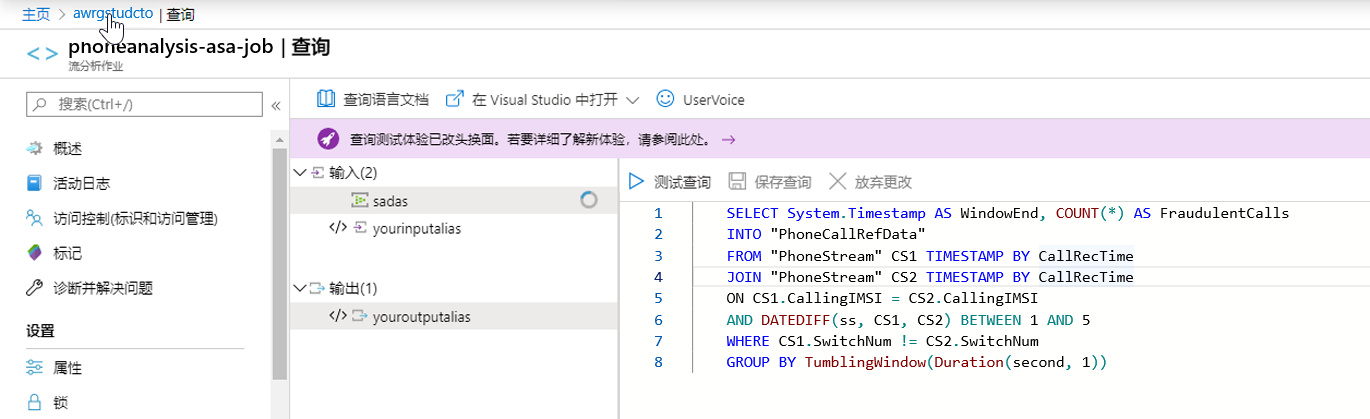 主页 > awrgstudcto | 查询
phoneanalysis-asa-job | 查询
流分析作业
搜索(Ctrl+/)
«
查询语言文档
在 Visual Studio 中打开
UserVoice
概述
活动日志
访问控制(标识和访问管理)
标记
诊断并解决问题
设置
属性
锁
查询测试体验已改头换面。若要详细了解新体验，请参阅此处。 →
输入(2)
sadas
</> yourinputalias
输出(1)
</> youroutputalias
测试查询
保存查询
放弃更改
1 SELECT System.Timestamp AS WindowEnd, COUNT(*) AS FraudulentCalls
2 INTO "PhoneCallRefData"
3 FROM "PhoneStream" CS1 TIMESTAMP BY CallRecTime
4 JOIN "PhoneStream" CS2 TIMESTAMP BY CallRecTime
5 ON CS1.CallingIMSI = CS2.CallingIMSI
6 AND DATEDIFF(ss, CS1, CS2) BETWEEN 1 AND 5
7 WHERE CS1.SwitchNum != CS2.SwitchNum
8 GROUP BY TumblingWindow(Duration(second, 1))